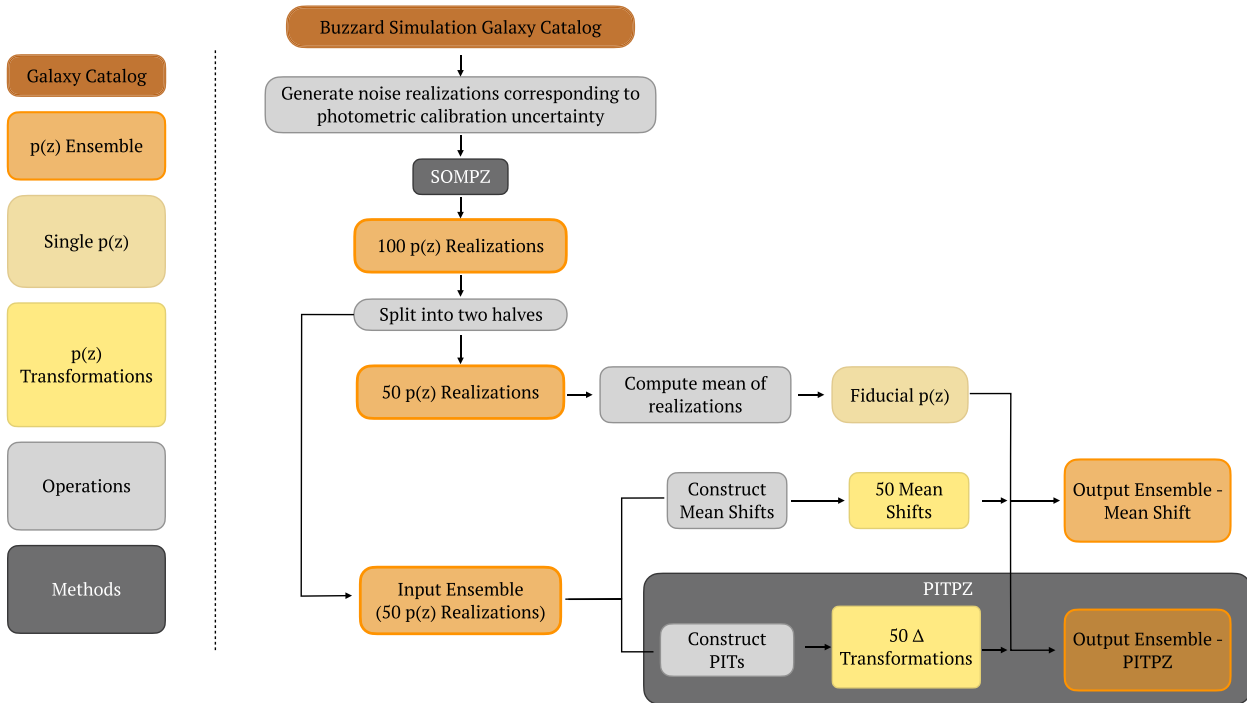 Galaxy Catalog
p(z) Ensemble
Single p(z)
p(z)
Transformations
Operations
Methods
Buzzard Simulation Galaxy Catalog
Generate noise realizations corresponding to
photometric calibration uncertainty
SOMPZ
100 p(z) Realizations
Split into two halves
50 p(z) Realizations
Compute mean of
realizations
Fiducial p(z)
Construct
Mean Shifts
50 Mean
Shifts
Output Ensemble -
Mean Shift
Input Ensemble
(50 p(z) Realizations)
PITPZ
Construct
PITs
50 Δ
Transformations
Output Ensemble -
PITPZ